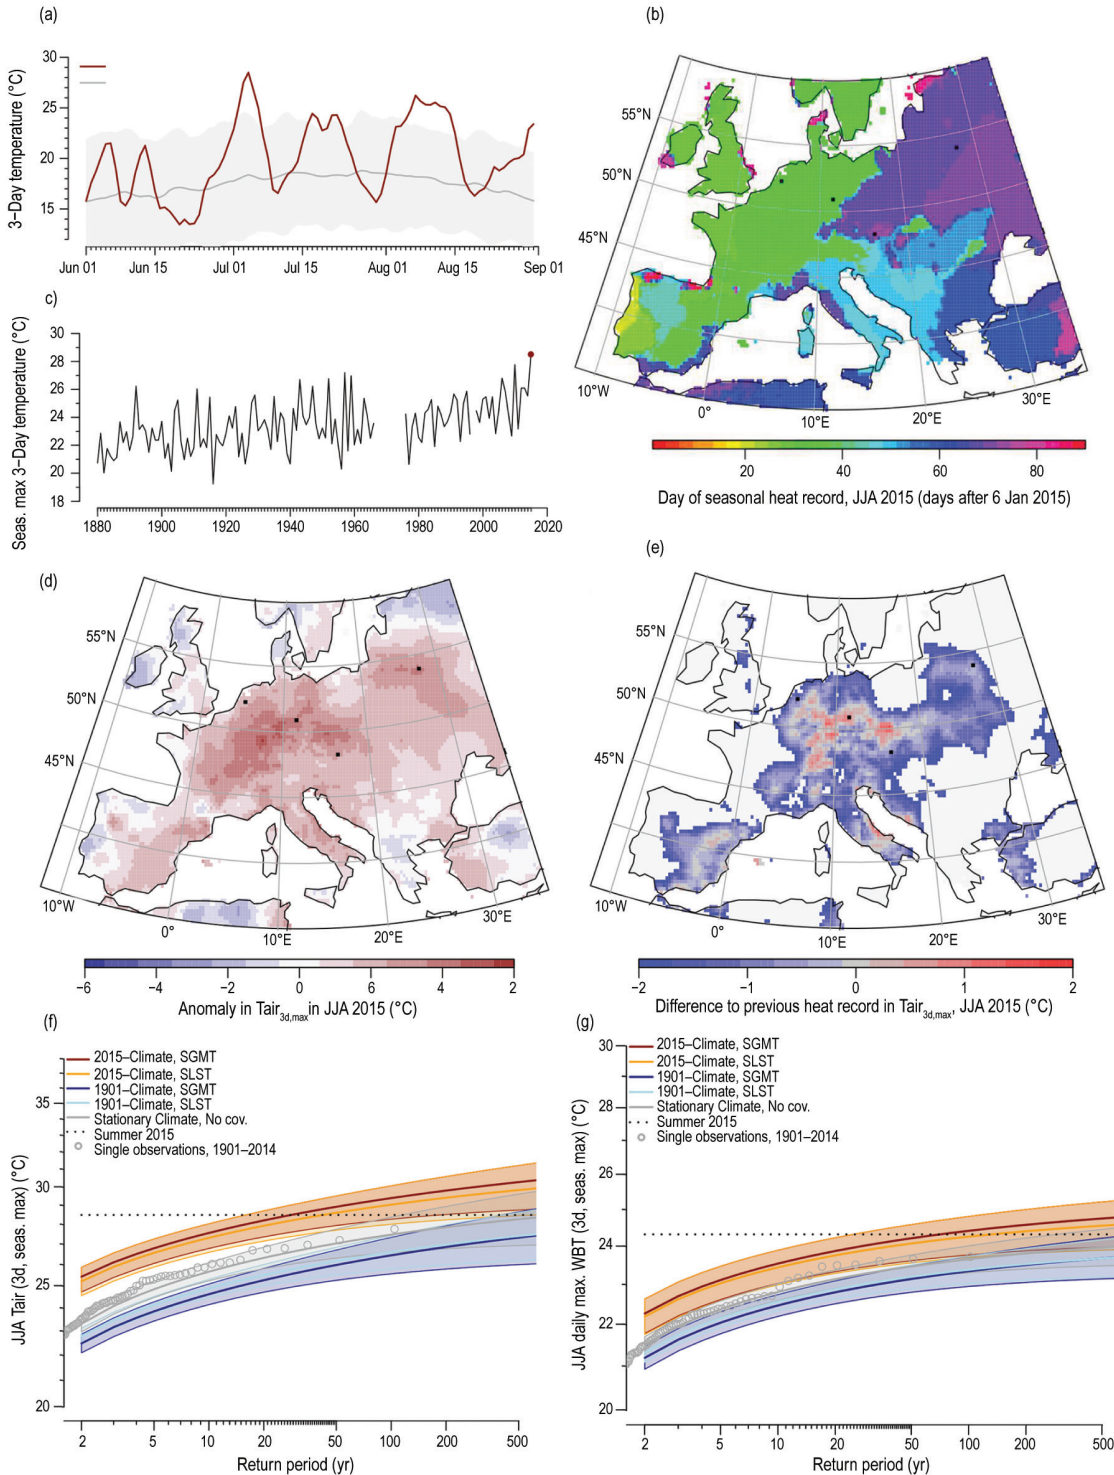 (a)
3–Day temperature (°C)
30
25
20
15
Jun 01 Jun 15 Jul 01 Jul 15 Aug 01 Aug 15 Sep 01
(b)
55°N
50°N
45°N
10°W
0°
10°E
20°E
30°E
20 40 60 80
Day of seasonal heat record, JJA 2015 (days after 6 Jan 2015)
c)
Seas. max 3–Day temperature (°C)
30
28
26
24
22
20
18
1880 1900 1920 1940 1960 1980 2000 2020
(d)
55°N
50°N
45°N
10°W
0°
10°E
20°E
30°E
−6 −4 −2 0 6 4 2
Anomaly in Tair3d,max in JJA 2015 (°C)
(e)
55°N
50°N
45°N
10°W
0°
10°E
20°E
30°E
−2 −1 0 1 2
Difference to previous heat record in Tair3d,max, JJA 2015 (°C)
(f)
2015–Climate, SGMT
2015–Climate, SLST
1901–Climate, SGMT
1901–Climate, SLST
Stationary Climate, No cov.
Summer 2015
Single observations, 1901–2014
JJA Tair (3d, seas. max) (°C)
35
30
25
20
2 5 10 20 50 100 200 500
Return period (yr)
(g)
2015–Climate, SGMT
2015–Climate, SLST
1901–Climate, SGMT
1901–Climate, SLST
Stationary Climate, No cov.
Summer 2015
Single observations, 1901–2014
JJA daily max. WBT (3d, seas. max) (°C)
30
28
26
24
22
20
2 5 10 20 50 100 200 500
Return period (yr)